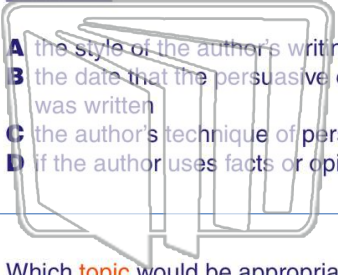 A the style of the author's writin
B the date that the persuasive
was written
C the author's technique of per
D if the author uses facts or opi
Which topic would be appropria